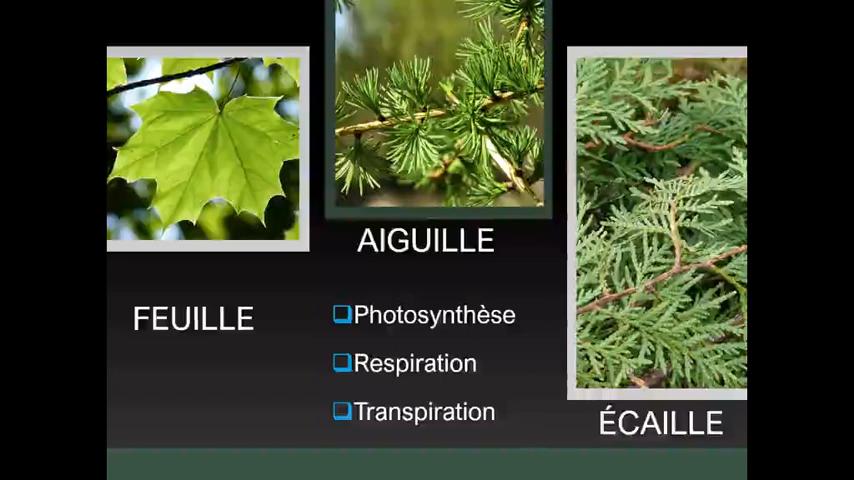 AIGUILLE
FEUILLE
Photosynthèse
Respiration
Transpiration
ÉCAILLE